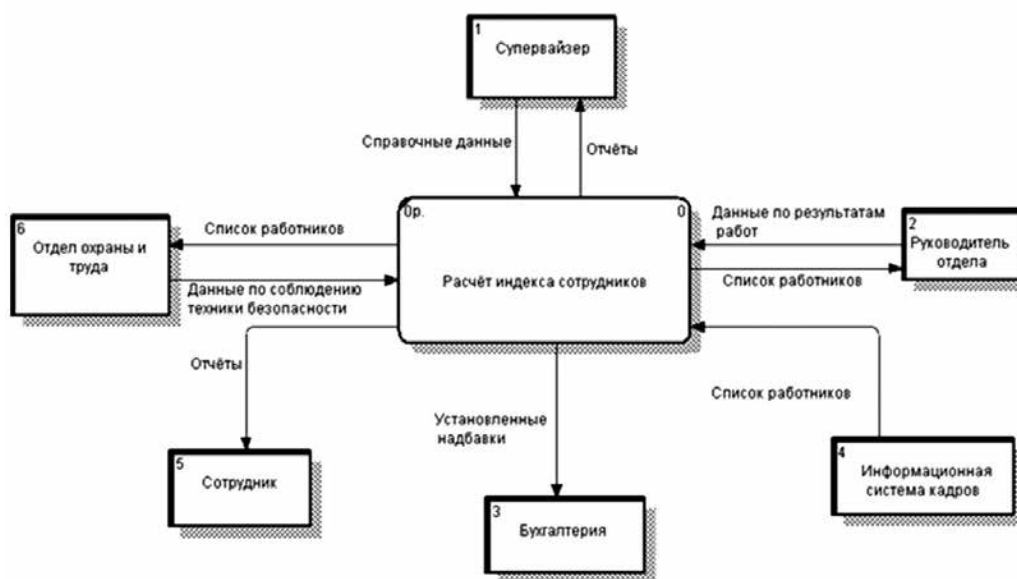 1
Супервайзер
Справочные данные
Отчёты
0р.
0
Расчёт индекса сотрудников
6
Отдел охраны и
труда
Список работников
Данные по соблюдению
техники безопасности
Данные по результатам
работ
2
Руководитель
отдела
Список работников
Отчёты
Установленные
надбавки
Список работников
5
Сотрудник
3
Бухгалтерия
4
Информационная
система кадров